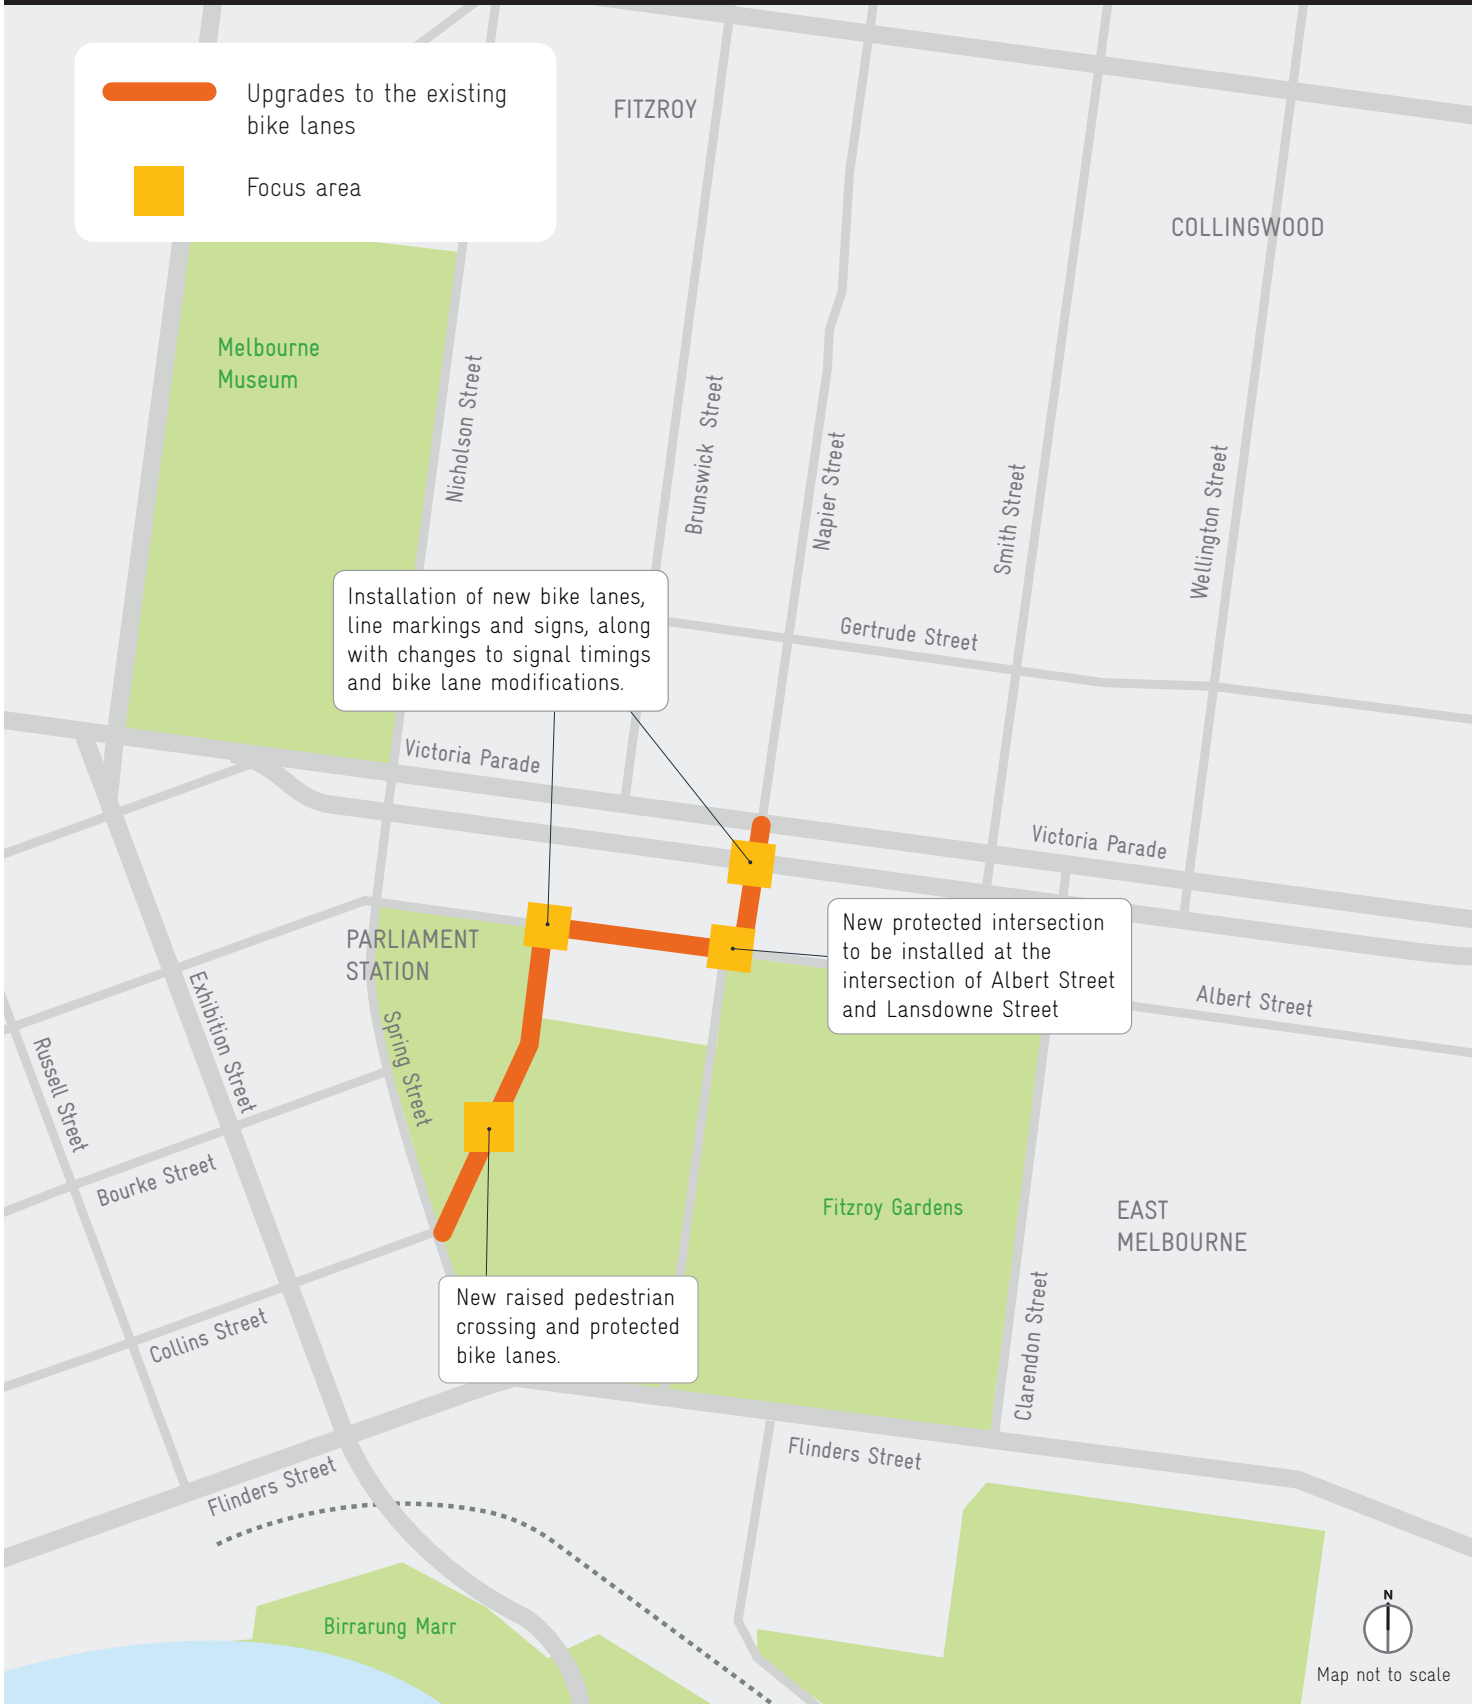 Upgrades to the existing
bike lanes
Focus area
FITZROY
COLLINGWOOD
Melbourne
Museum
Nicholson Street
Brunswick Street
Napier Street
Smith Street
Wellington Street
Installation of new bike lanes,
line markings and signs, along
with changes to signal timings
and bike lane modifications.
Gertrude Street
Victoria Parade
Victoria Parade
New protected intersection
to be installed at the
intersection of Albert Street
and Lansdowne Street
PARLIAMENT
STATION
Albert Street
Exhibition Street
Spring Street
Russell Street
Bourke Street
Fitzroy Gardens
EAST
MELBOURNE
New raised pedestrian
crossing and protected
bike lanes.
Collins Street
Clarendon Street
Flinders Street
Flinders Street
Birrarung Marr
N
Map not to scale